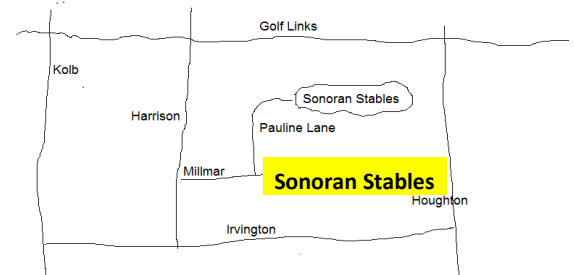 Golf Links
Kolb
Sonoran Stables
Harrison
Pauline Lane
Millmar
Sonoran Stables
Houghton
Irvington